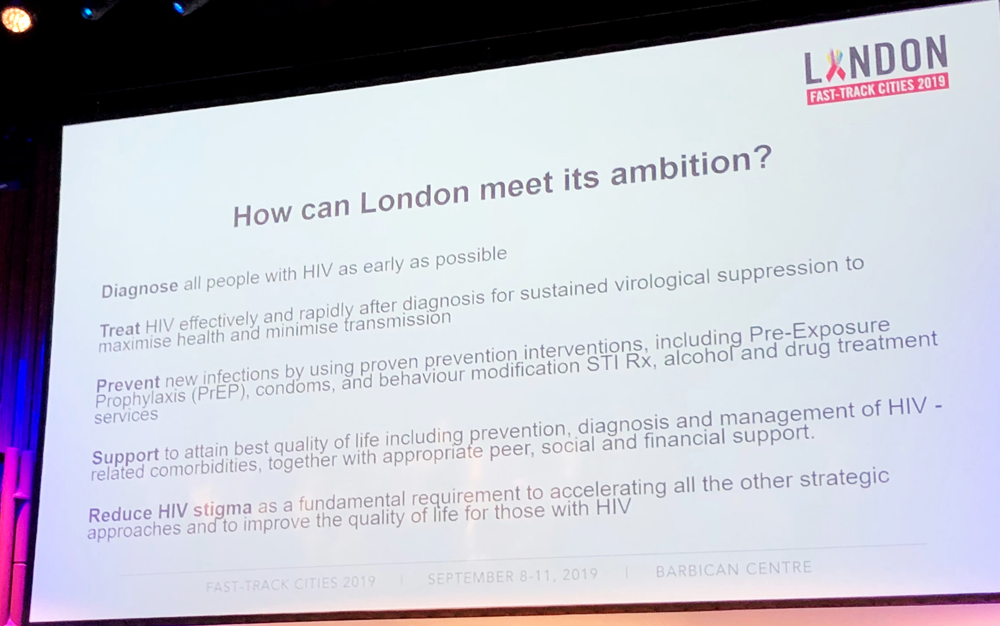 LONDON
FAST-TRACK CITIES 2019
How can London meet its ambition?
Diagnose all people with HIV as early as possible
Treat HIV effectively and rapidly after diagnosis for sustained virological suppression to
maximise health and minimise transmission
Prevent new infections by using proven prevention interventions, including Pre-Exposure
Prophylaxis (PrEP), condoms, and behaviour modification STI Rx, alcohol and drug treatment
services
Support to attain best quality of life including prevention, diagnosis and management of HIV -
related comorbidities, together with appropriate peer, social and financial support.
Reduce HIV stigma as a fundamental requirement to accelerating all the other strategic
approaches and to improve the quality of life for those with HIV
FAST-TRACK CITIES 2019 | SEPTEMBER 8-11, 2019 | BARBICAN CENTRE